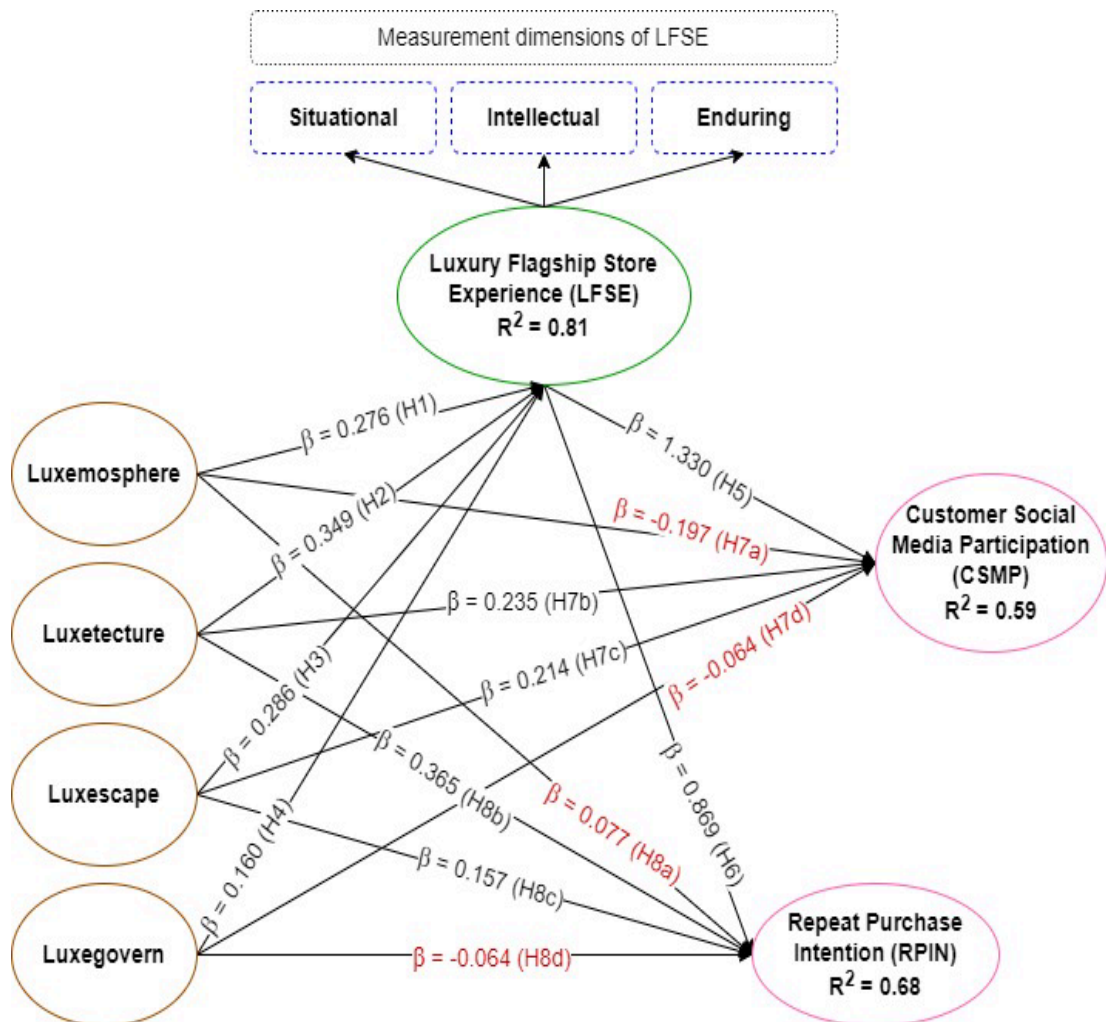 Measurement dimensions of LFSE
Situational
Intellectual
Enduring
Luxury Flagship Store
Experience (LFSE)
R² = 0.81
β = 0.276 (H1)
Luxemosphere
β = 1.330 (H5)
β = 0.349 (H2)
β = -0.197 (H7a)
Customer Social
Media Participation
(CSMP)
R² = 0.59
Luxetecture
β = 0.235 (H7b)
β = -0.064 (H7d)
β = 0.286 (H3)
β = 0.214 (H7c)
Luxescape
β = 0.365 (H8b)
β = 0.077 (H8a)
β = 0.869 (H6)
β = 0.160 (H4)
β = 0.157 (H8c)
Luxegovern
β = -0.064 (H8d)
Repeat Purchase
Intention (RPIN)
R² = 0.68